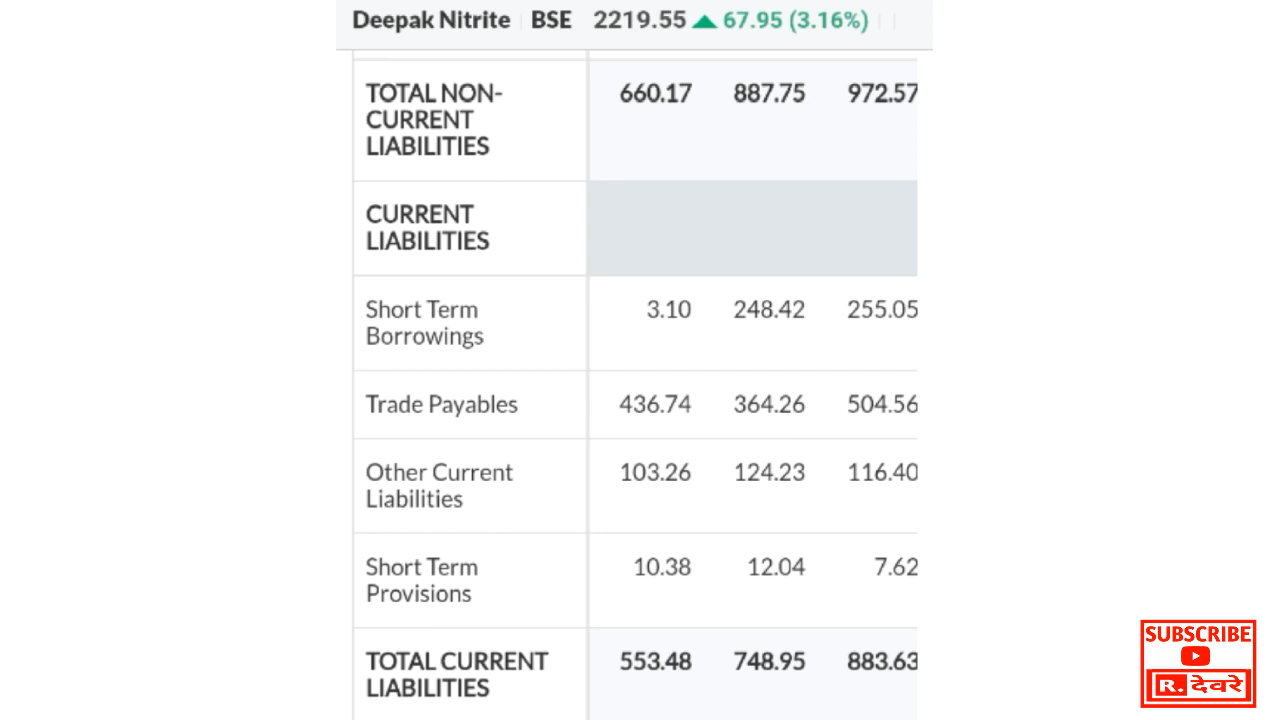 Deepak Nitrite BSE 2219.55 ▲ 67.95 (3.16%)
TOTAL NON- 660.17 887.75 972.57
CURRENT
LIABILITIES
CURRENT
LIABILITIES
Short Term 3.10 248.42 255.05
Borrowings
Trade Payables 436.74 364.26 504.56
Other Current 103.26 124.23 116.40
Liabilities
Short Term 10.38 12.04 7.62
Provisions
TOTAL CURRENT 553.48 748.95 883.63
LIABILITIES
SUBSCRIBE
R. देवरे